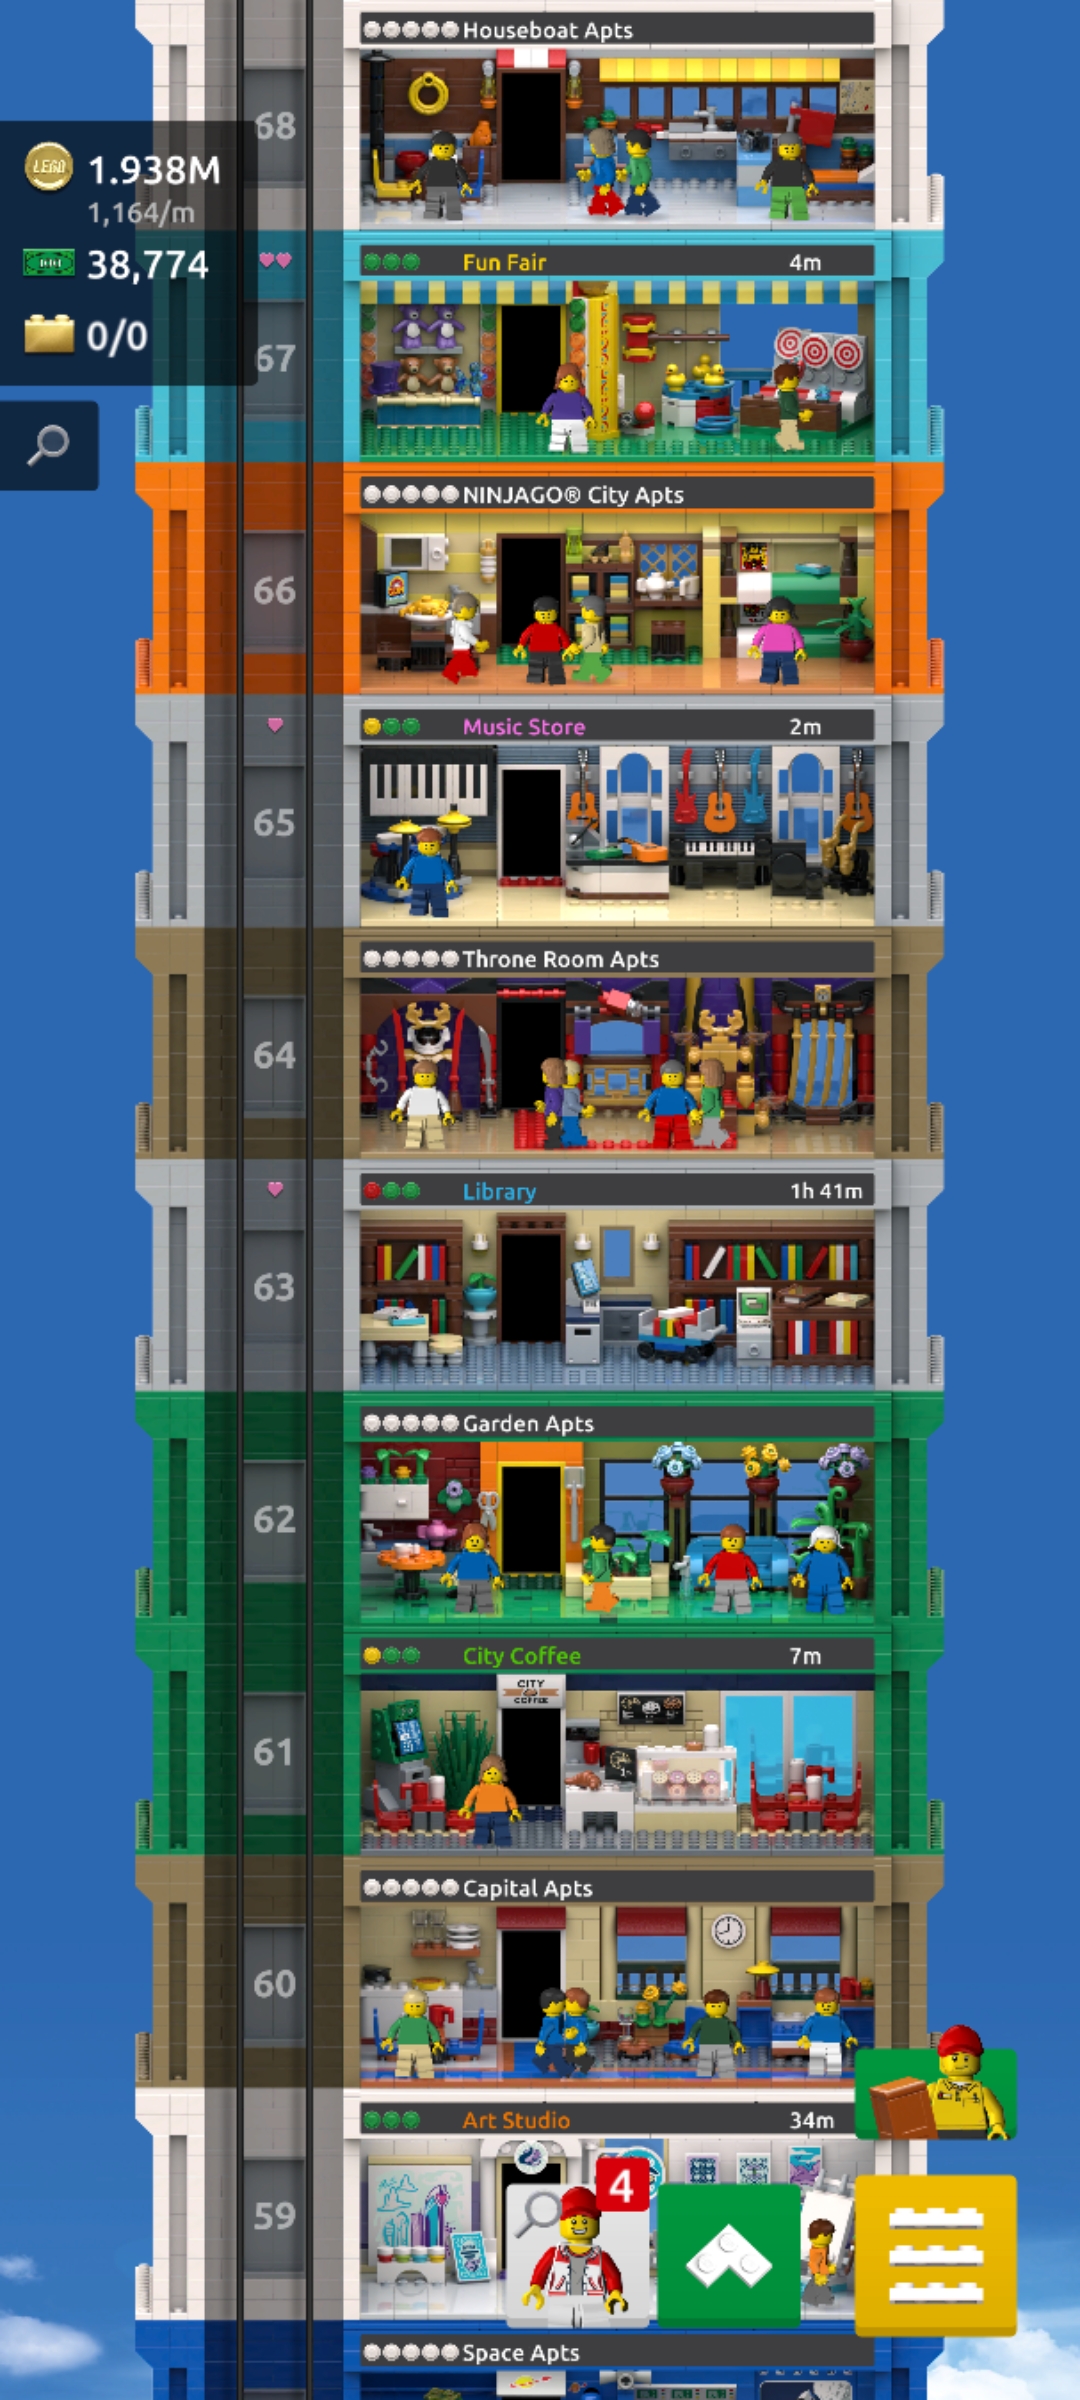 Houseboat Apts
68
LEGO
1.938M
1,164/m
38,774
0/0
Fun Fair 4m
67
NINJAGO® City Apts
66
Music Store 2m
65
Throne Room Apts
64
Library 1h 41m
63
Garden Apts
62
City Coffee 7m
CITY
COFFEE
61
Capital Apts
60
Art Studio 34m
4
59
Space Apts